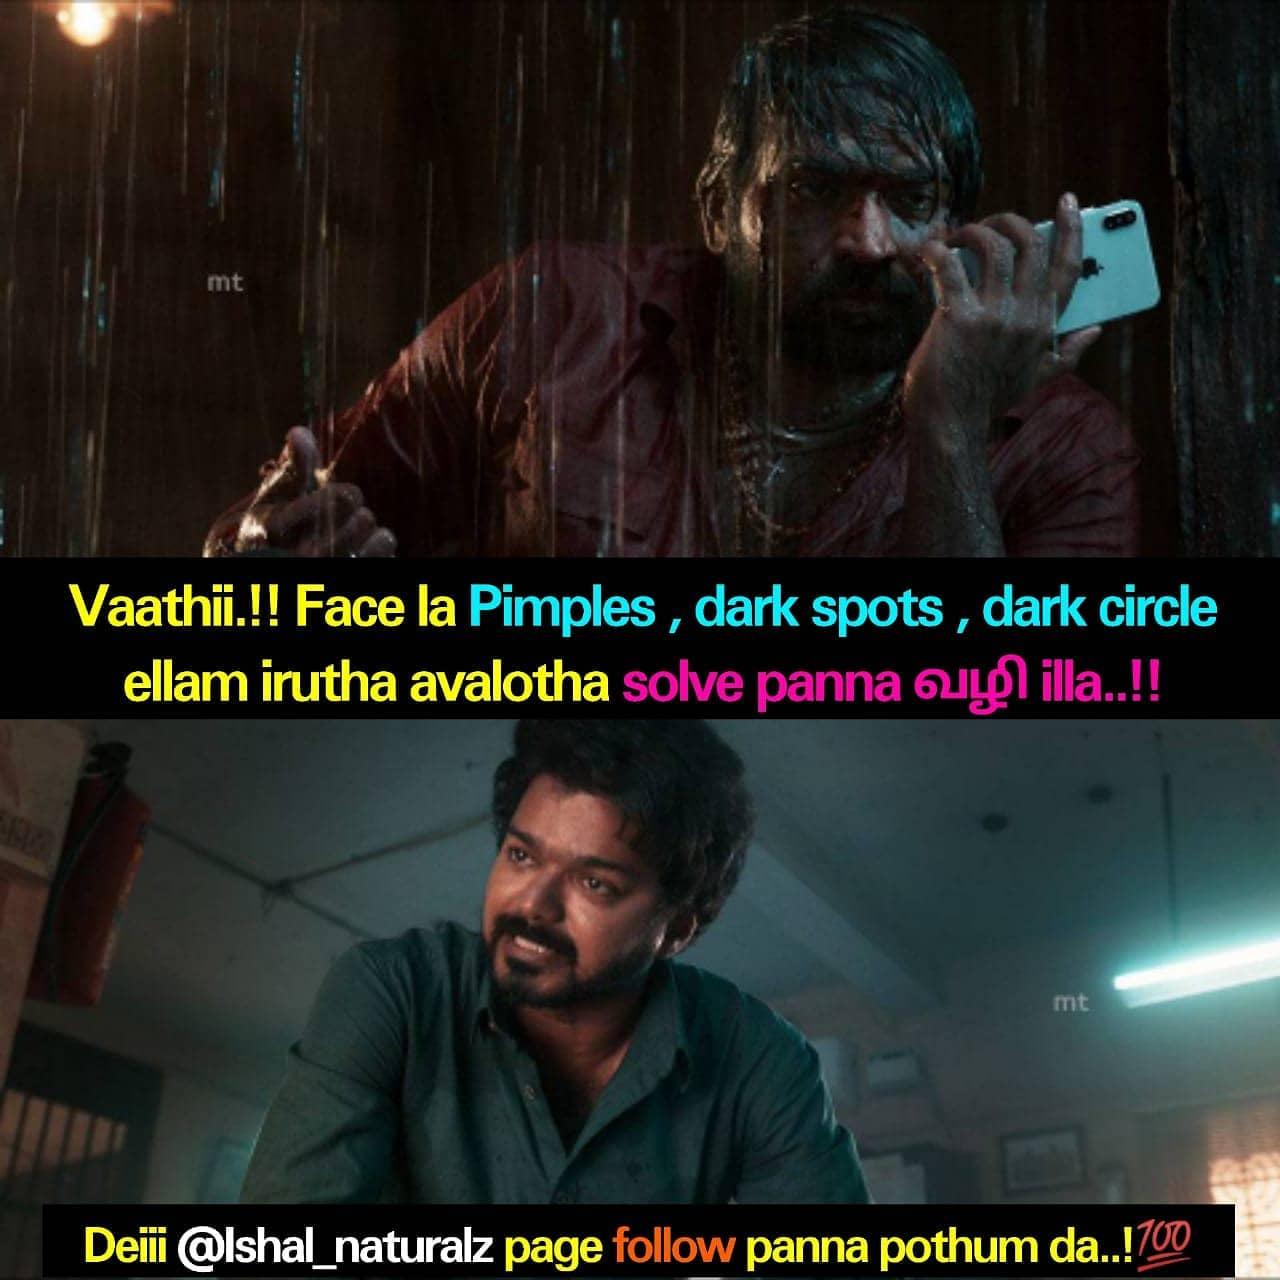 mt
Vaathii.!! Face la Pimples , dark spots , dark circle
ellam irutha avalotha solve panna வழி illa..!!
mt
Deiii @Ishal_naturalz page follow panna pothum da..!💯